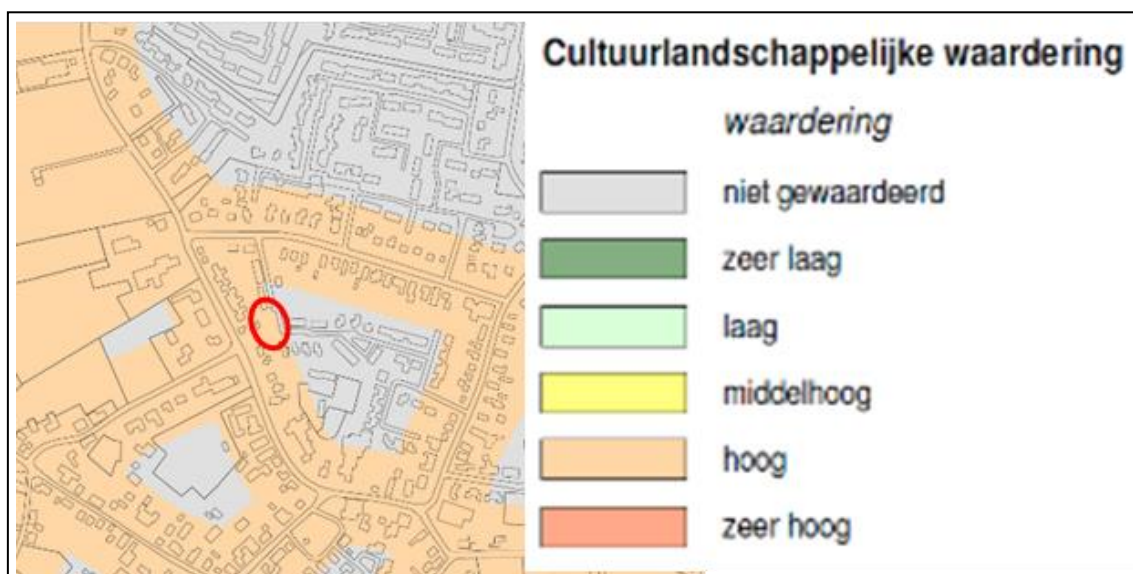 Cultuurlandschappelijke waardering
waardering
niet gewaardeerd
zeer laag
laag
middelhoog
hoog
zeer hoog